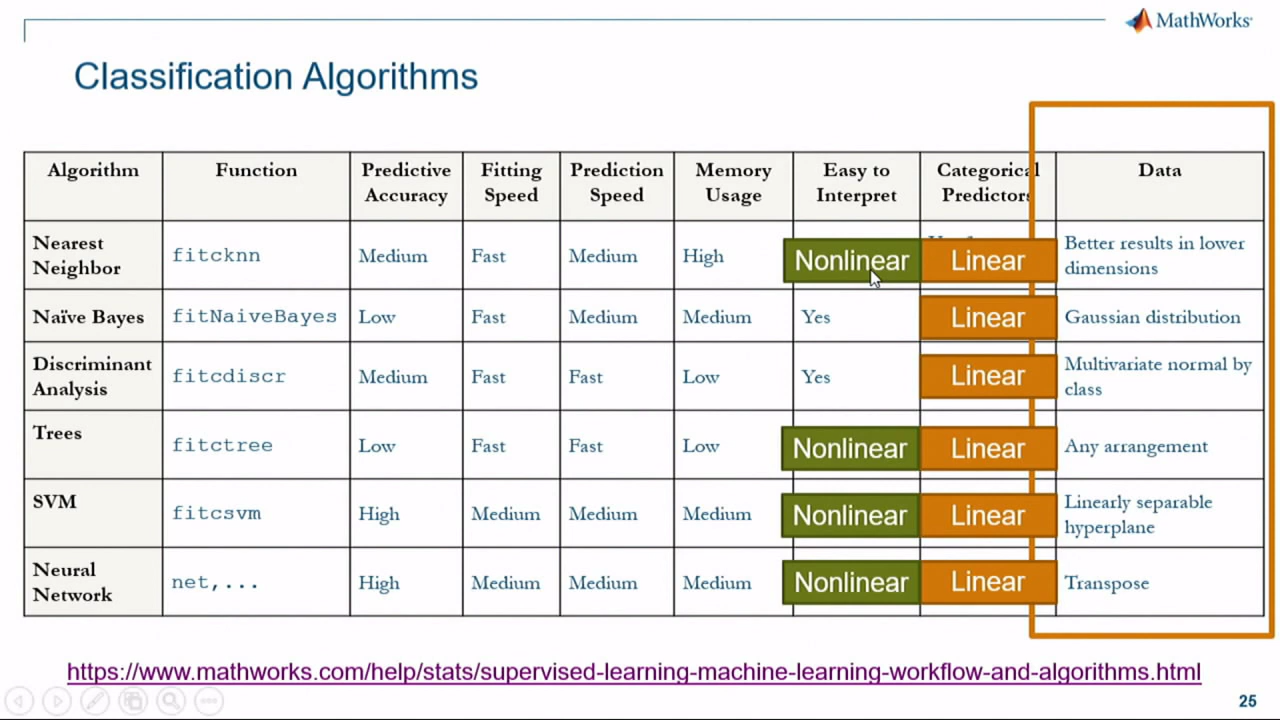 MathWorks
Classification Algorithms
Algorithm Function Predictive Accuracy Fitting Speed Prediction Speed Memory Usage Easy to Interpret Categorical Predictors Data
Nearest Neighbor fitcknn Medium Fast Medium High Nonlinear Linear Better results in lower dimensions
Naïve Bayes fitNaiveBayes Low Fast Medium Medium Yes Linear Gaussian distribution
Discriminant Analysis fitcdiscr Medium Fast Fast Low Yes Linear Multivariate normal by class
Trees fitctree Low Fast Fast Low Nonlinear Linear Any arrangement
SVM fitcsvm High Medium Medium Medium Nonlinear Linear Linearly separable hyperplane
Neural Network net,... High Medium Medium Medium Nonlinear Linear Transpose
https://www.mathworks.com/help/stats/supervised-learning-machine-learning-workflow-and-algorithms.html
25